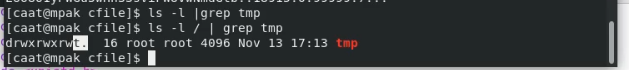 [caat@mpak cfile]$ ls -l |grep tmp
[caat@mpak cfile]$ ls -l / | grep tmp
drwxrwxrwt.  16 root root 4096 Nov 13 17:13 tmp
[caat@mpak cfile]$